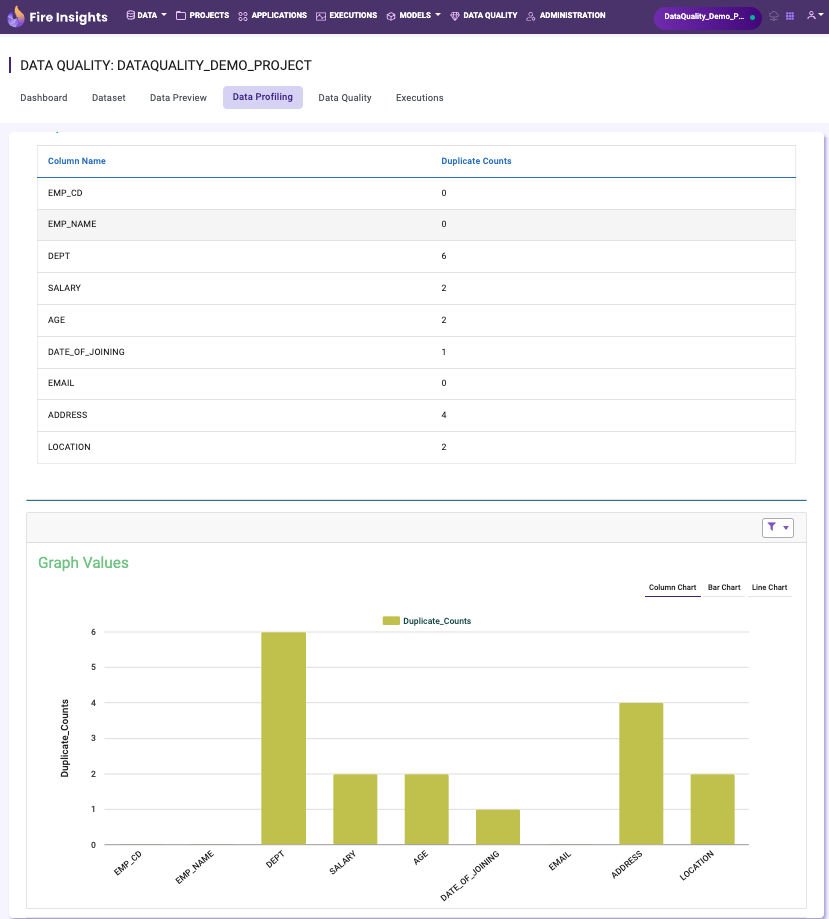 Fire Insights DATA PROJECTS APPLICATIONS EXECUTIONS MODELS DATA QUALITY ADMINISTRATION DataQuality_Demo_P...
DATA QUALITY: DATAQUALITY_DEMO_PROJECT
Dashboard Dataset Data Preview Data Profiling Data Quality Executions
Column Name Duplicate Counts
EMP_CD 0
EMP_NAME 0
DEPT 6
SALARY 2
AGE 2
DATE_OF_JOINING 1
EMAIL 0
ADDRESS 4
LOCATION 2
Graph Values
Column Chart Bar Chart Line Chart
Duplicate_Counts
6
5
4
3
2
1
0
Duplicate_Counts
EMP_CD EMP_NAME DEPT SALARY AGE DATE_OF_JOINING EMAIL ADDRESS LOCATION